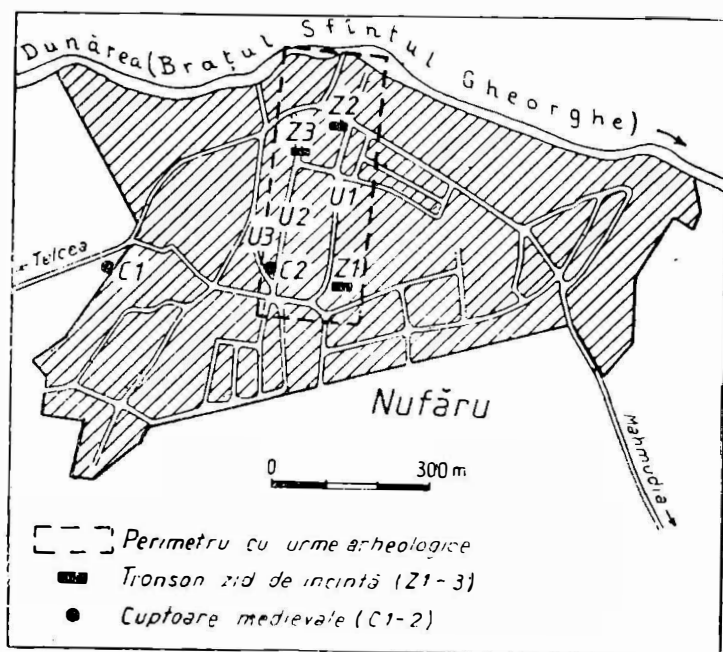 Dunărea (Brațul Sfîntul Gheorghe)
Z2
Z3
U1
U2
U3
C2
Z1
← Tulcea
C1
Nufăru
Mahmudia →
0 300 m
Perimetru cu urme arheologice
Tronson zid de incintă (Z1-3)
Cuptoare medievale (C1-2)